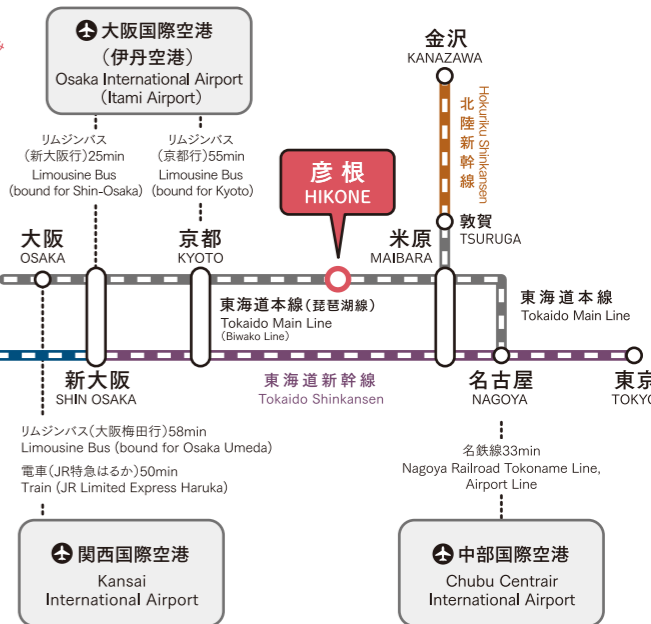 み
大阪国際空港
(伊丹空港)
Osaka International Airport
(Itami Airport)
リムジンバス
(新大阪行)25min
Limousine Bus
(bound for Shin-Osaka)
リムジンバス
(京都行)55min
Limousine Bus
(bound for Kyoto)
彦根
HIKONE
金沢
KANAZAWA
北陸新幹線
Hokuriku Shinkansen
敦賀
TSURUGA
大阪
OSAKA
京都
KYOTO
米原
MAIBARA
東海道本線(琵琶湖線)
Tokaido Main Line
(Biwako Line)
東海道本線
Tokaido Main Line
新大阪
SHIN OSAKA
東海道新幹線
Tokaido Shinkansen
名古屋
NAGOYA
東京
TOKYO
リムジンバス(大阪梅田行)58min
Limousine Bus (bound for Osaka Umeda)
電車(JR特急はるか)50min
Train (JR Limited Express Haruka)
名鉄線33min
Nagoya Railroad Tokoname Line,
Airport Line
関西国際空港
Kansai
International Airport
中部国際空港
Chubu Centrair
International Airport